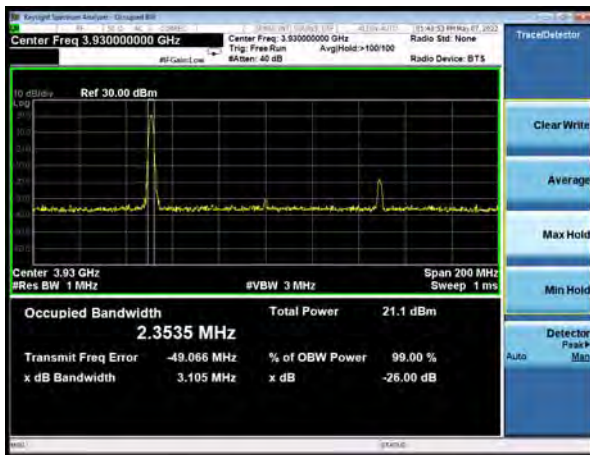 Keysight Spectrum Analyzer - Occupied BW
Center Freq 3.930000000 GHz
#IFGain:Low
Center Freq: 3.930000000 GHz
Trig: Free Run
Avg|Hold:>100/100
#Atten: 40 dB
Radio Std: None
Radio Device: BTS
Trace/Detector
10 dB/div
Ref 30.00 dBm
Log
Clear Write
Average
Max Hold
Min Hold
Center 3.93 GHz
Span 200 MHz
#Res BW 1 MHz
#VBW 3 MHz
Sweep 1 ms
Occupied Bandwidth
Total Power 21.1 dBm
2.3535 MHz
Transmit Freq Error -49.066 MHz
% of OBW Power 99.00 %
x dB Bandwidth 3.105 MHz
x dB -26.00 dB
Detector
Peak
Auto Man
MSG
STATUS